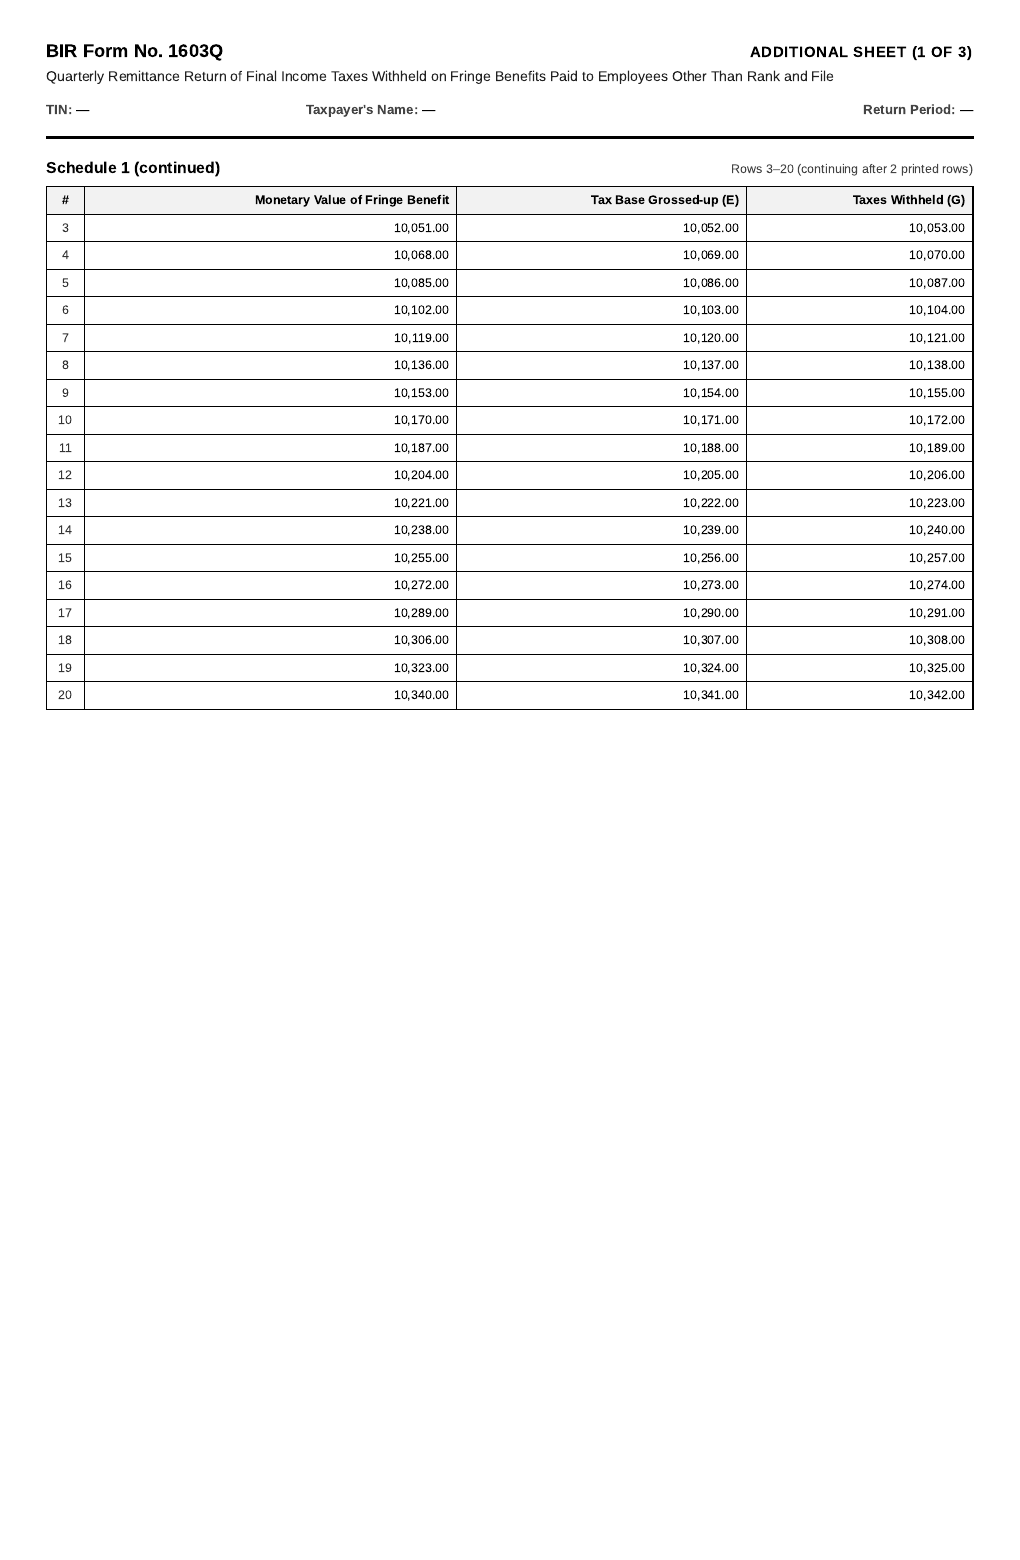 BIR Form No. 1603Q ADDITIONAL SHEET (1 OF 3)
Quarterly Remittance Return of Final Income Taxes Withheld on Fringe Benefits Paid to Employees Other Than Rank and File
TIN: — Taxpayer's Name: — Return Period: —
Schedule 1 (continued) Rows 3–20 (continuing after 2 printed rows)
# Monetary Value of Fringe Benefit Tax Base Grossed-up (E) Taxes Withheld (G)
3 10,051.00 10,052.00 10,053.00
4 10,068.00 10,069.00 10,070.00
5 10,085.00 10,086.00 10,087.00
6 10,102.00 10,103.00 10,104.00
7 10,119.00 10,120.00 10,121.00
8 10,136.00 10,137.00 10,138.00
9 10,153.00 10,154.00 10,155.00
10 10,170.00 10,171.00 10,172.00
11 10,187.00 10,188.00 10,189.00
12 10,204.00 10,205.00 10,206.00
13 10,221.00 10,222.00 10,223.00
14 10,238.00 10,239.00 10,240.00
15 10,255.00 10,256.00 10,257.00
16 10,272.00 10,273.00 10,274.00
17 10,289.00 10,290.00 10,291.00
18 10,306.00 10,307.00 10,308.00
19 10,323.00 10,324.00 10,325.00
20 10,340.00 10,341.00 10,342.00